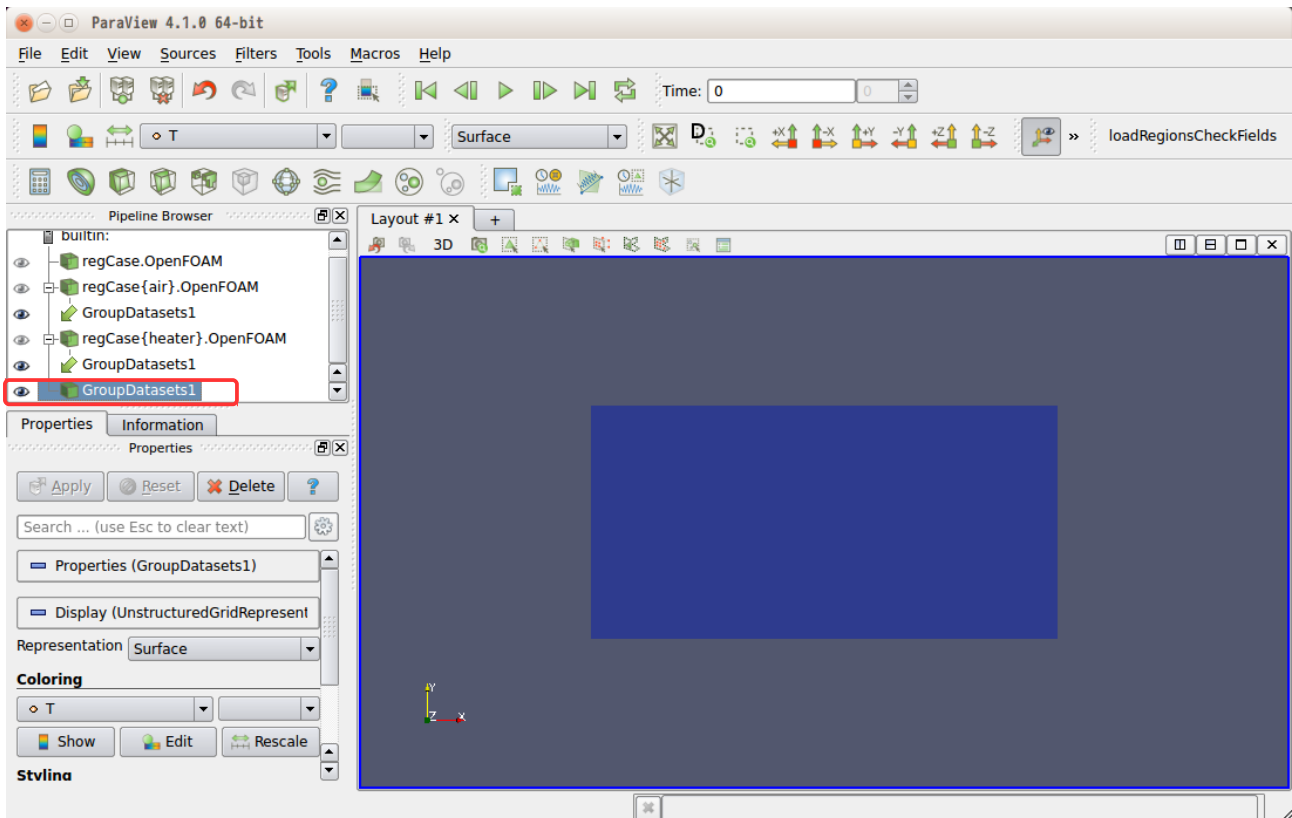 ParaView 4.1.0 64-bit
File Edit View Sources Filters Tools Macros Help
Time: 0 0
T Surface loadRegionsCheckFields
Pipeline Browser
Layout #1 +
builtin:
3D
regCase.OpenFOAM
regCase{air}.OpenFOAM
GroupDatasets1
regCase{heater}.OpenFOAM
GroupDatasets1
GroupDatasets1
Properties Information
Properties
Apply Reset Delete ?
Search ... (use Esc to clear text)
Properties (GroupDatasets1)
Display (UnstructuredGridRepresent
Representation Surface
Coloring
T
Show Edit Rescale
Styling
Y
Z X